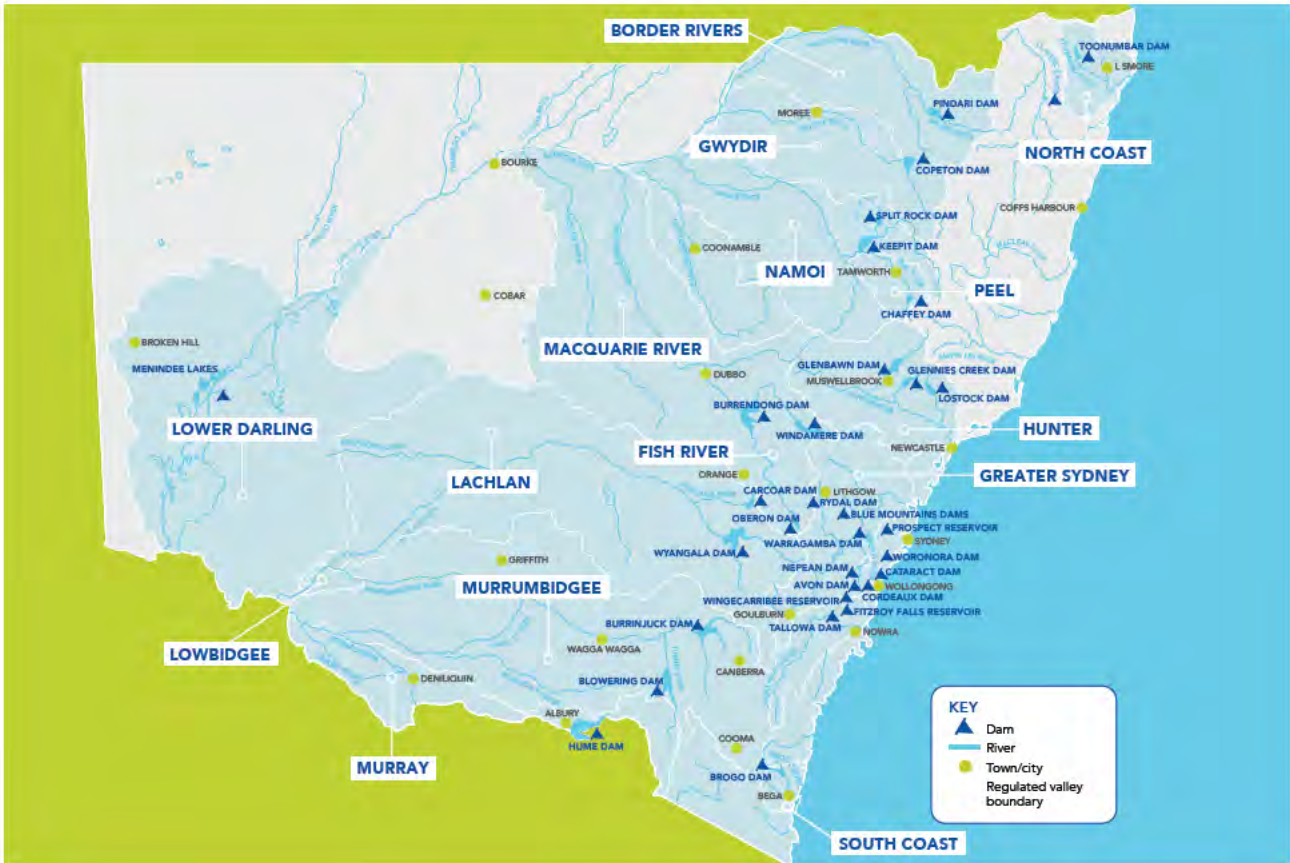 BORDER RIVERS
TOONUMBAR DAM
L SMORE
PINDARI DAM
MOREE
GWYDIR
NORTH COAST
BOURKE
COPETON DAM
COFFS HARBOUR
SPLIT ROCK DAM
KEEPIT DAM
COONAMBLE
NAMOI
TAMWORTH
PEEL
COBAR
CHAFFEY DAM
BROKEN HILL
MACQUARIE RIVER
MENINDEE LAKES
GLENBAWN DAM
GLENNIES CREEK DAM
DUBBO
MUSWELLBROOK
LOSTOCK DAM
BURRENDONG DAM
LOWER DARLING
WINDAMERE DAM
HUNTER
FISH RIVER
NEWCASTLE
LACHLAN
ORANGE
GREATER SYDNEY
CARCOAR DAM
LITHGOW
RYDAL DAM
BLUE MOUNTAINS DAMS
OBERON DAM
PROSPECT RESERVOIR
WARRAGAMBA DAM
SYDNEY
WYANGALA DAM
WORONORA DAM
GRIFFITH
NEPEAN DAM
CATARACT DAM
MURRUMBIDGEE
AVON DAM
WOLLONGONG
WINGECARRIBEE RESERVOIR
CORDEAUX DAM
GOULBURN
FITZROY FALLS RESERVOIR
BURRINJUCK DAM
TALLOWA DAM
NOWRA
WAGGA WAGGA
LOWBIDGEE
CANBERRA
DENILIQUIN
BLOWERING DAM
ALBURY
HUME DAM
COOMA
MURRAY
BROGO DAM
BEGA
SOUTH COAST
KEY
Dam
River
Town/city
Regulated valley
boundary